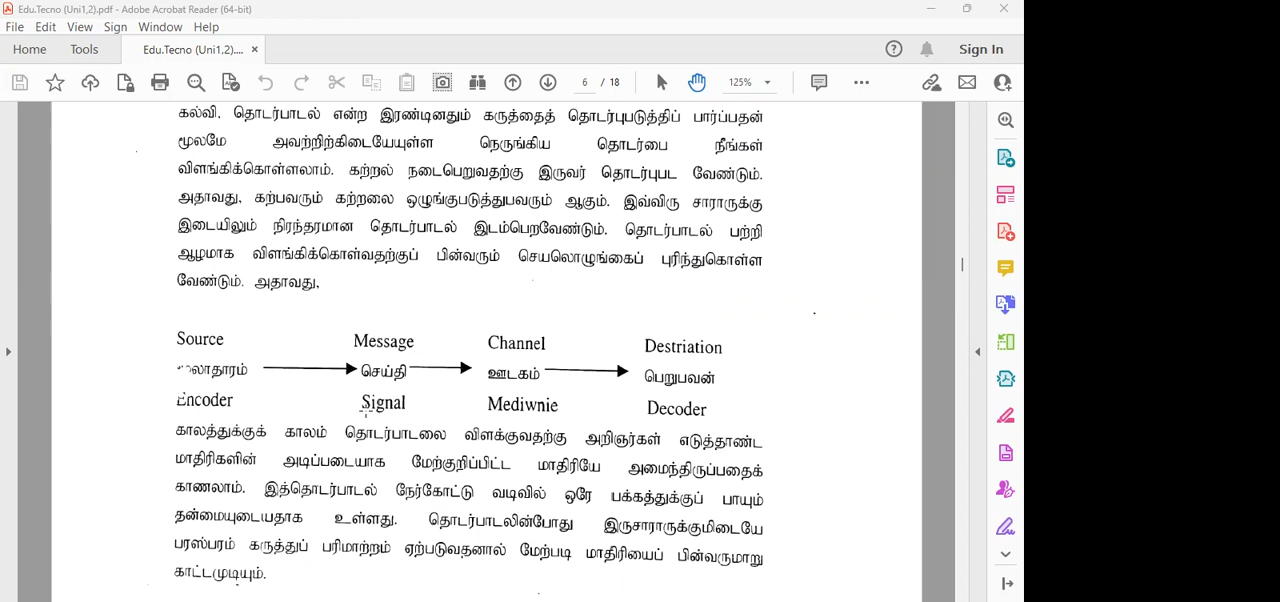 Edu.Tecno (Uni1,2).pdf - Adobe Acrobat Reader (64-bit)
File Edit View Sign Window Help
Home Tools Edu.Tecno (Uni1,2).... × Sign In
6 / 18 125%
கல்வி, தொடர்பாடல் என்ற இரண்டினதும் கருத்தைத் தொடர்புபடுத்திப் பார்ப்பதன்
மூலமே அவற்றிற்கிடையேயுள்ள நெருங்கிய தொடர்பை நீங்கள்
விளங்கிக்கொள்ளலாம். கற்றல் நடைபெறுவதற்கு இருவர் தொடர்புபட வேண்டும்.
அதாவது, கற்பவரும் கற்றலை ஒழுங்குபடுத்துபவரும் ஆகும். இவ்விரு சாராருக்கு
இடையிலும் நிரந்தரமான தொடர்பாடல் இடம்பெறவேண்டும். தொடர்பாடல் பற்றி
ஆழமாக விளங்கிக்கொள்வதற்குப் பின்வரும் செயலொழுங்கைப் புரிந்துகொள்ள
வேண்டும். அதாவது,
Source Message Channel Destriation
மூலாதாரம் செய்தி ஊடகம் பெறுபவன்
Encoder Signal Mediwnie Decoder
காலத்துக்குக் காலம் தொடர்பாடலை விளக்குவதற்கு அறிஞர்கள் எடுத்தாண்ட
மாதிரிகளின் அடிப்படையாக மேற்குறிப்பிட்ட மாதிரியே அமைந்திருப்பதைக்
காணலாம். இத்தொடர்பாடல் நேர்கோட்டு வடிவில் ஒரே பக்கத்துக்குப் பாயும்
தன்மையுடையதாக உள்ளது. தொடர்பாடலின்போது இருசாராருக்குமிடையே
பரஸ்பரம் கருத்துப் பரிமாற்றம் ஏற்படுவதனால் மேற்படி மாதிரியைப் பின்வருமாறு
காட்டமுடியும்.